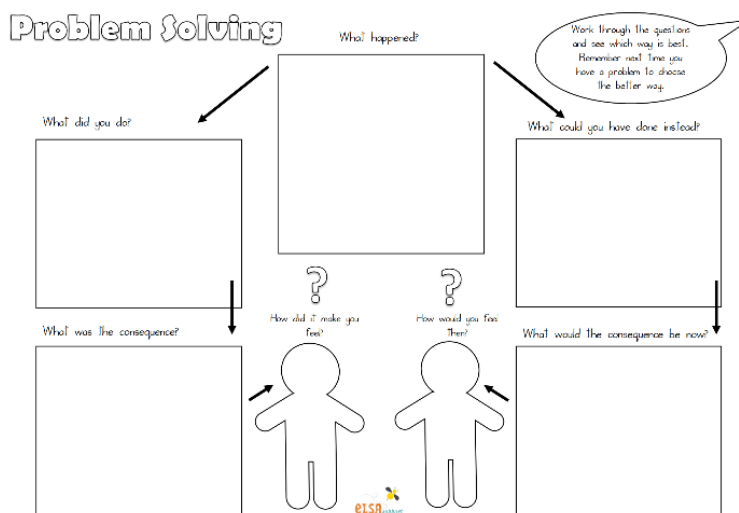 Problem Solving
What happened?
Work through the questions
and see which way is best.
Remember next time you
have a problem to choose
the better way.
What did you do?
What could you have done instead?
?
?
How did it make you
feel?
How would you feel
Then?
What was the consequence?
What would the consequence be now?
eLSA